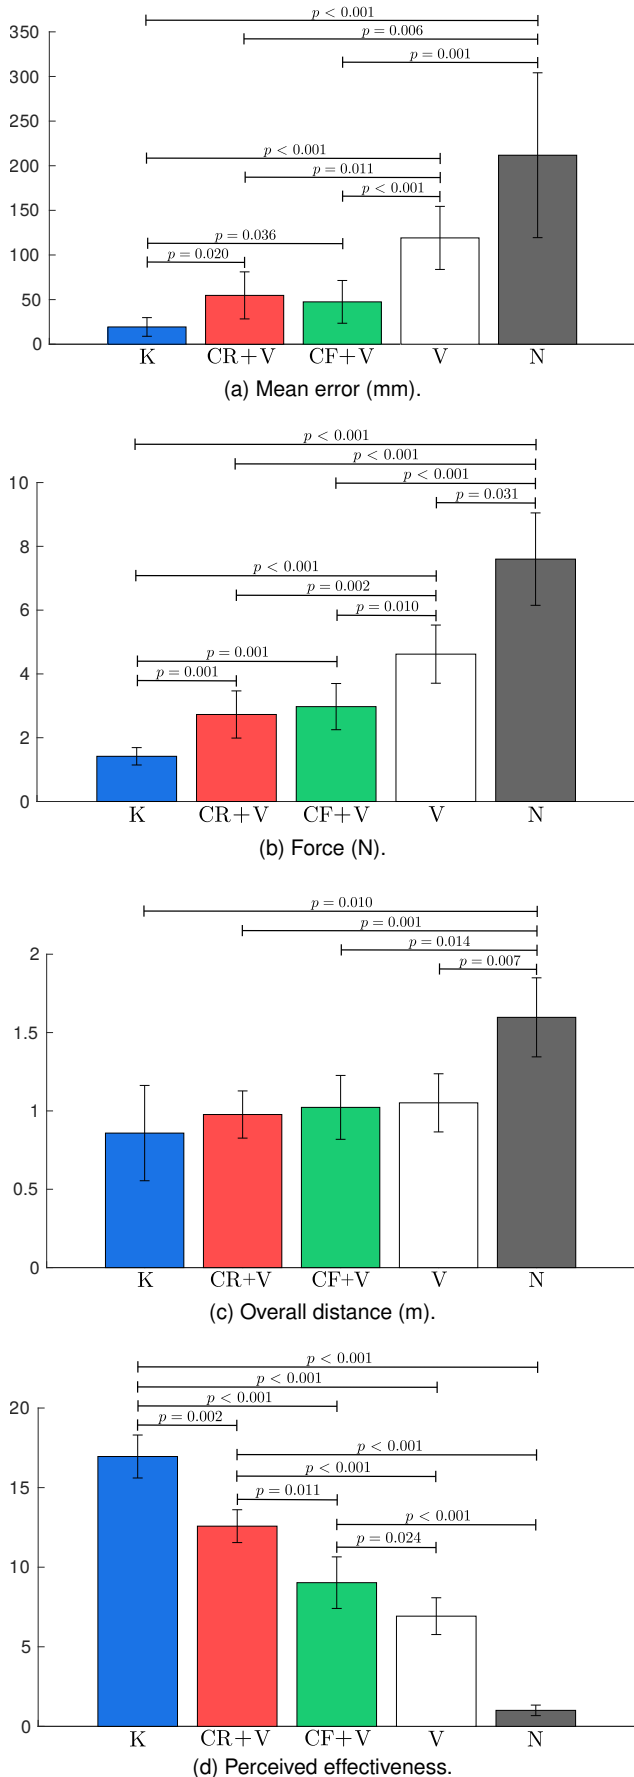 p < 0.001
350
p = 0.006
300
p = 0.001
250
200
p < 0.001
p = 0.011
150
p < 0.001
p = 0.036
100
p = 0.020
50
0
K CR+V CF+V V N
(a) Mean error (mm).
p < 0.001
p < 0.001
10
p < 0.001
p = 0.031
8
p < 0.001
p = 0.002
6
p = 0.010
p = 0.001
4
p = 0.001
2
0
K CR+V CF+V V N
(b) Force (N).
p = 0.010
p = 0.001
p = 0.014
2
p = 0.007
1.5
1
0.5
0
K CR+V CF+V V N
(c) Overall distance (m).
p < 0.001
p < 0.001
p < 0.001
20
p = 0.002
p < 0.001
p < 0.001
15
p = 0.011
p < 0.001
p = 0.024
10
5
0
K CR+V CF+V V N
(d) Perceived effectiveness.